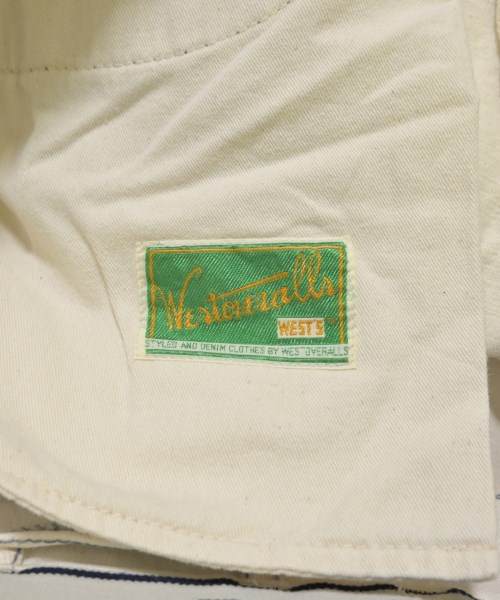 Westoveralls
WEST'S
STYLED AND DENIM CLOTHES BY WEST OVERALLS